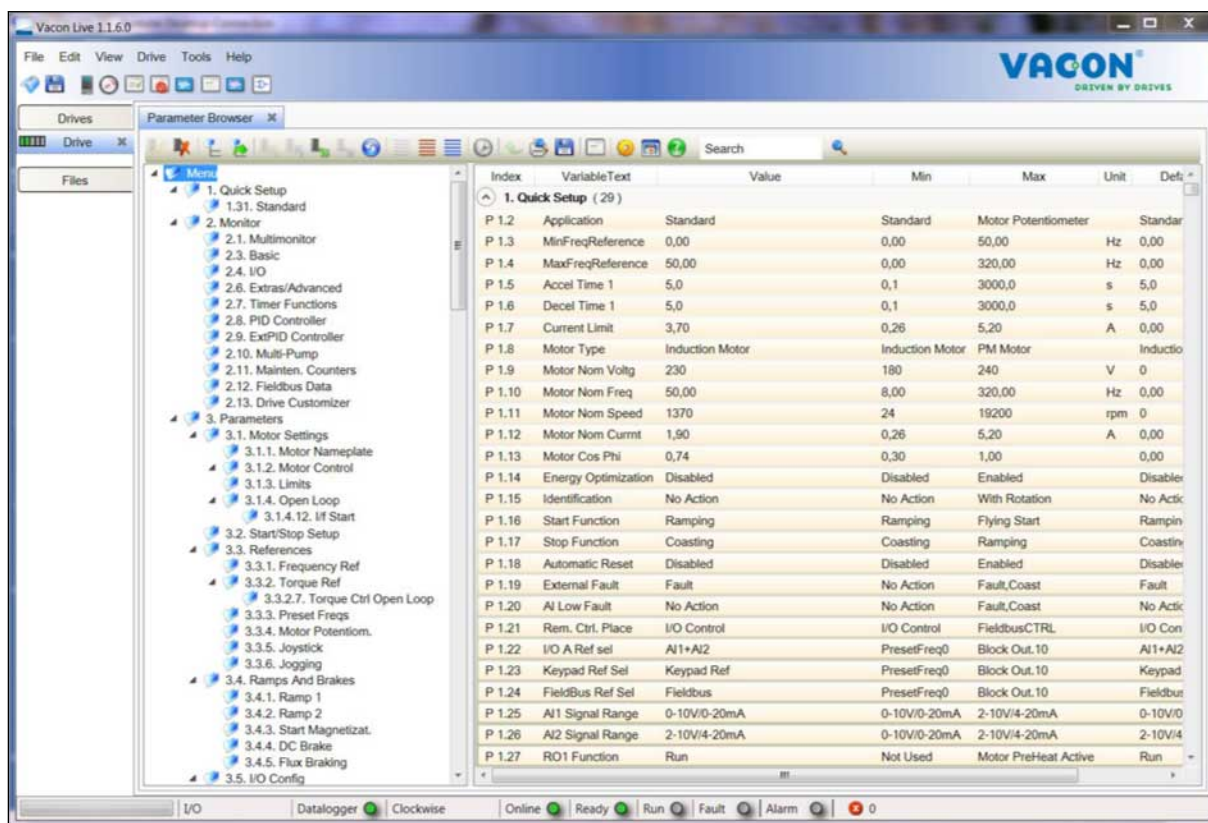 Vacon Live 1.1.6.0
File Edit View Drive Tools Help
VACON®
DRIVEN BY DRIVES
Drives
Drive
Files
Parameter Browser
Search
Menu
1. Quick Setup
1.31. Standard
2. Monitor
2.1. Multimonitor
2.3. Basic
2.4. I/O
2.6. Extras/Advanced
2.7. Timer Functions
2.8. PID Controller
2.9. ExtPID Controller
2.10. Multi-Pump
2.11. Mainten. Counters
2.12. Fieldbus Data
2.13. Drive Customizer
3. Parameters
3.1. Motor Settings
3.1.1. Motor Nameplate
3.1.2. Motor Control
3.1.3. Limits
3.1.4. Open Loop
3.1.4.12. I/f Start
3.2. Start/Stop Setup
3.3. References
3.3.1. Frequency Ref
3.3.2. Torque Ref
3.3.2.7. Torque Ctrl Open Loop
3.3.3. Preset Freqs
3.3.4. Motor Potentiom.
3.3.5. Joystick
3.3.6. Jogging
3.4. Ramps And Brakes
3.4.1. Ramp 1
3.4.2. Ramp 2
3.4.3. Start Magnetizat.
3.4.4. DC Brake
3.4.5. Flux Braking
3.5. I/O Config
Index VariableText Value Min Max Unit Defa
1. Quick Setup (29)
P 1.2 Application Standard Standard Motor Potentiometer Standar
P 1.3 MinFreqReference 0,00 0,00 50,00 Hz 0,00
P 1.4 MaxFreqReference 50,00 0,00 320,00 Hz 0,00
P 1.5 Accel Time 1 5,0 0,1 3000,0 s 5,0
P 1.6 Decel Time 1 5,0 0,1 3000,0 s 5,0
P 1.7 Current Limit 3,70 0,26 5,20 A 0,00
P 1.8 Motor Type Induction Motor Induction Motor PM Motor Inductio
P 1.9 Motor Nom Voltg 230 180 240 V 0
P 1.10 Motor Nom Freq 50,00 8,00 320,00 Hz 0,00
P 1.11 Motor Nom Speed 1370 24 19200 rpm 0
P 1.12 Motor Nom Currnt 1,90 0,26 5,20 A 0,00
P 1.13 Motor Cos Phi 0,74 0,30 1,00 0,00
P 1.14 Energy Optimization Disabled Disabled Enabled Disable
P 1.15 Identification No Action No Action With Rotation No Actic
P 1.16 Start Function Ramping Ramping Flying Start Rampin
P 1.17 Stop Function Coasting Coasting Ramping Coastin
P 1.18 Automatic Reset Disabled Disabled Enabled Disable
P 1.19 External Fault Fault No Action Fault,Coast Fault
P 1.20 AI Low Fault No Action No Action Fault,Coast No Actic
P 1.21 Rem. Ctrl. Place I/O Control I/O Control FieldbusCTRL I/O Con
P 1.22 I/O A Ref sel AI1+AI2 PresetFreq0 Block Out.10 AI1+AI2
P 1.23 Keypad Ref Sel Keypad Ref PresetFreq0 Block Out.10 Keypad
P 1.24 FieldBus Ref Sel Fieldbus PresetFreq0 Block Out.10 Fieldbus
P 1.25 AI1 Signal Range 0-10V/0-20mA 0-10V/0-20mA 2-10V/4-20mA 0-10V/0
P 1.26 AI2 Signal Range 2-10V/4-20mA 0-10V/0-20mA 2-10V/4-20mA 2-10V/4
P 1.27 RO1 Function Run Not Used Motor PreHeat Active Run
I/O Datalogger Clockwise Online Ready Run Fault Alarm 0